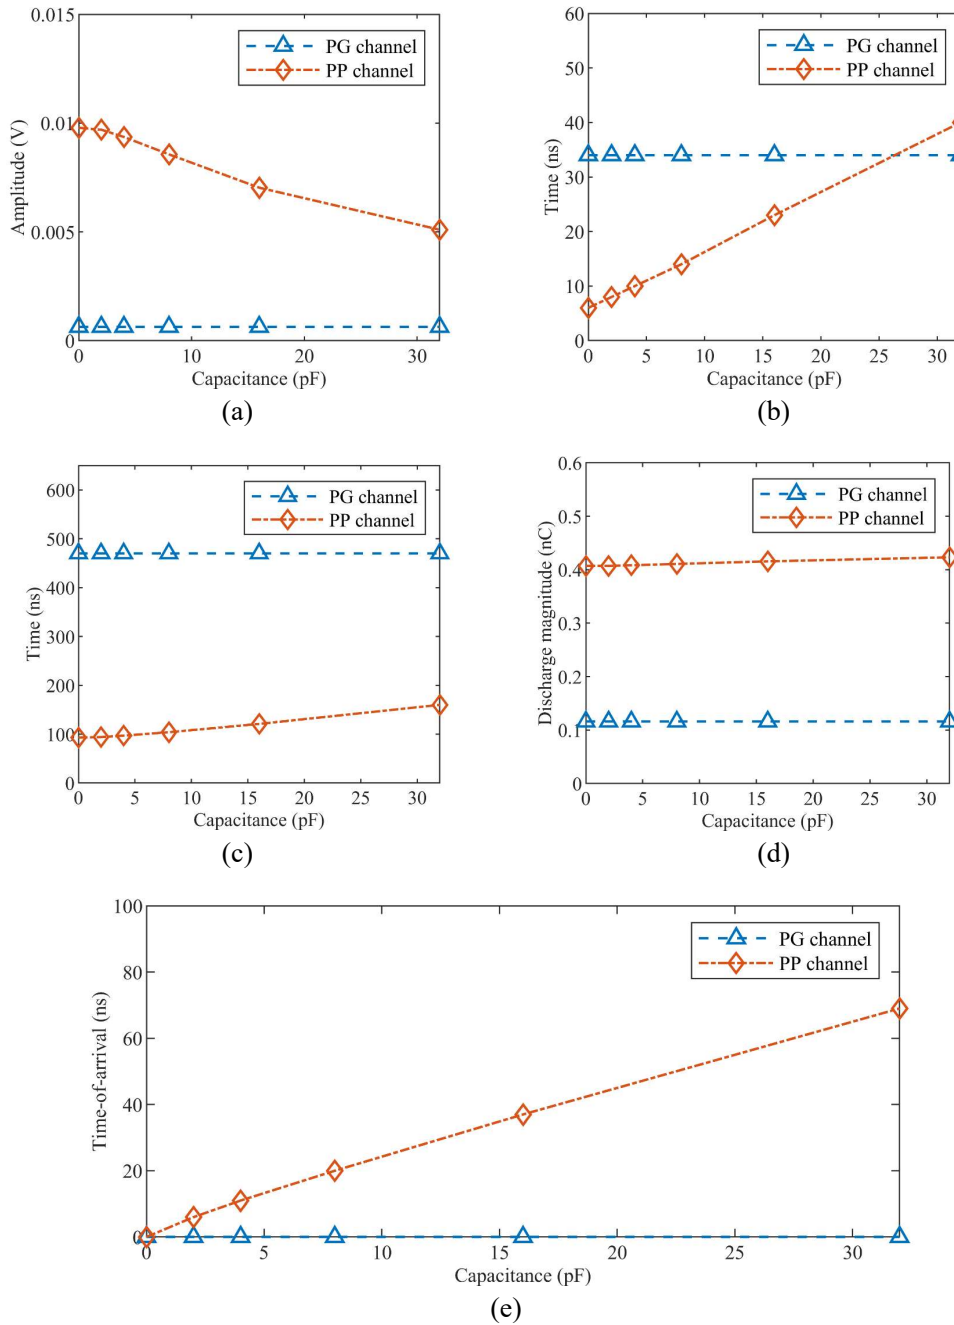 0.015
0.01
0.005
0
Amplitude (V)
PG channel
PP channel
0 10 20 30
Capacitance (pF)
(a)
60
50
40
30
20
10
0
Time (ns)
PG channel
PP channel
0 5 10 15 20 25 30
Capacitance (pF)
(b)
600
500
400
300
200
100
0
Time (ns)
PG channel
PP channel
0 5 10 15 20 25 30
Capacitance (pF)
(c)
0.6
0.5
0.4
0.3
0.2
0.1
0
Discharge magnitude (nC)
PG channel
PP channel
0 5 10 15 20 25 30
Capacitance (pF)
(d)
100
80
60
40
20
0
Time-of-arrival (ns)
PG channel
PP channel
0 5 10 15 20 25 30
Capacitance (pF)
(e)